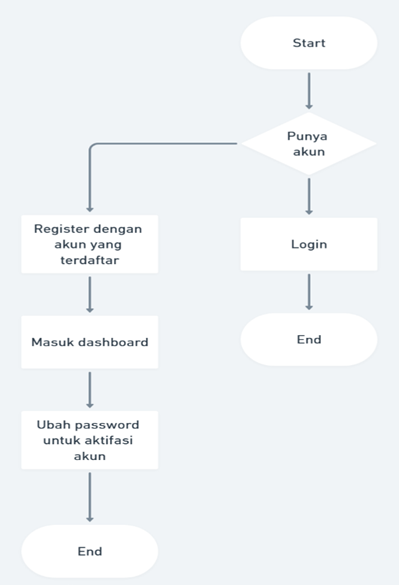 Start
Punya
akun
Register dengan
akun yang
terdaftar
Login
Masuk dashboard
End
Ubah password
untuk aktifasi
akun
End